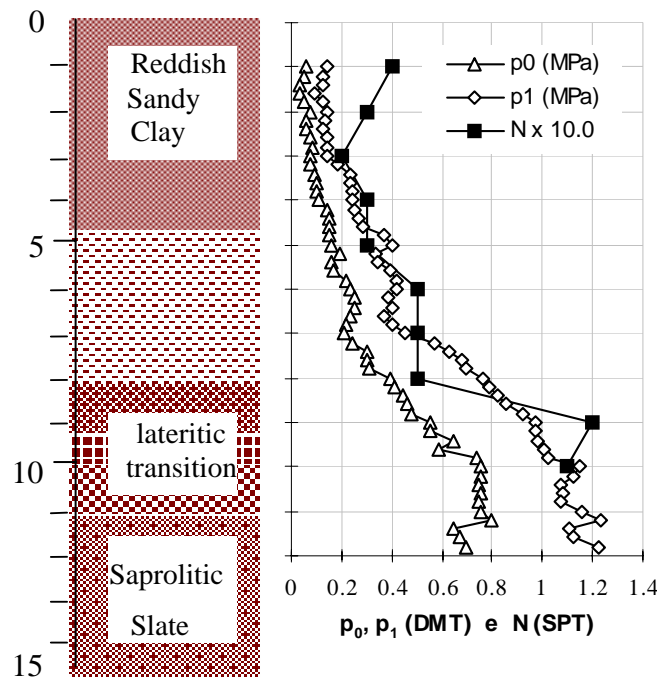 0
Reddish
Sandy
Clay
5
lateritic
transition
10
Saprolitic
Slate
15
p0 (MPa)
p1 (MPa)
N x 10.0
0 0.2 0.4 0.6 0.8 1 1.2 1.4
p₀, p₁ (DMT) e N (SPT)